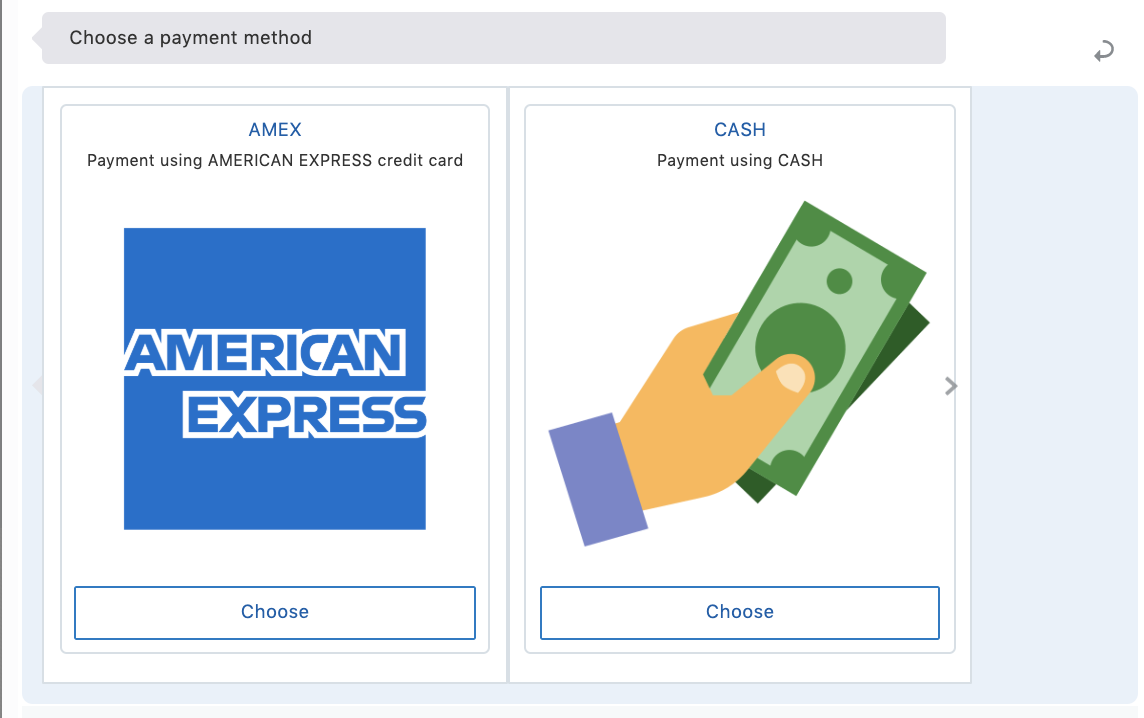 Choose a payment method
AMEX
Payment using AMERICAN EXPRESS credit card
AMERICAN
EXPRESS
Choose
CASH
Payment using CASH
Choose